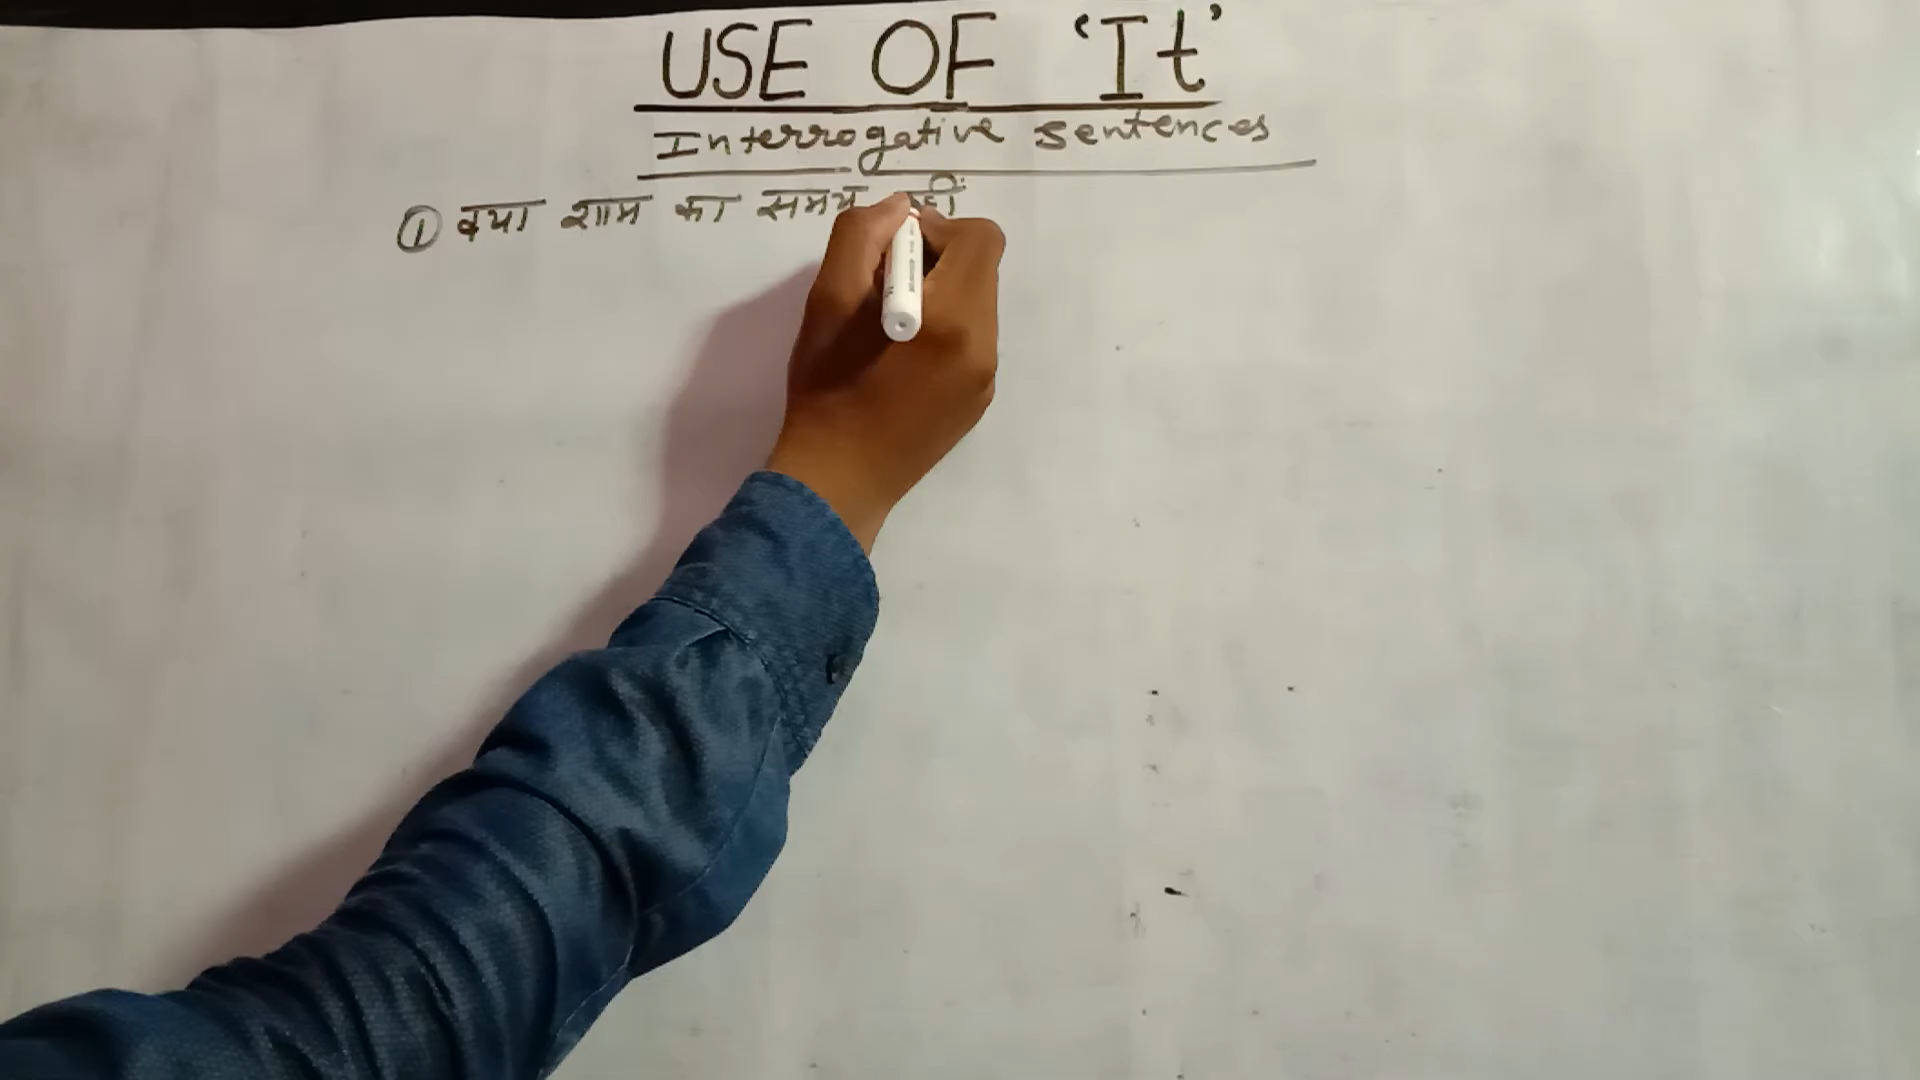 USE OF 'It'
Interrogative sentences
① क्या शाम का समय